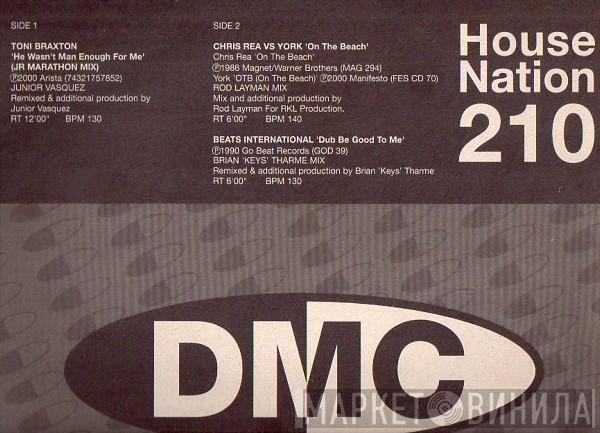 SIDE 1
TONI BRAXTON
'He Wasn't Man Enough For Me'
(JR MARATHON MIX)
℗2000 Arista (74321757852)
JUNIOR VASQUEZ
Remixed & additional production by
Junior Vasquez
RT 12'00" BPM 130
SIDE 2
CHRIS REA VS YORK 'On The Beach'
Chris Rea 'On The Beach'
℗1986 Magnet/Warner Brothers (MAG 294)
York 'OTB (On The Beach)' ℗2000 Manifesto (FES CD 70)
ROD LAYMAN MIX
Mix and additional production by
Rod Layman For RKL Production.
RT 6'00" BPM 140
BEATS INTERNATIONAL 'Dub Be Good To Me'
℗1990 Go Beat Records (GOD 39)
BRIAN 'KEYS' THARME MIX
Remixed & additional production by Brian 'Keys' Tharme
RT 6'00" BPM 130
House
Nation
210
DMC
МАРКЕТ ВИНИЛА